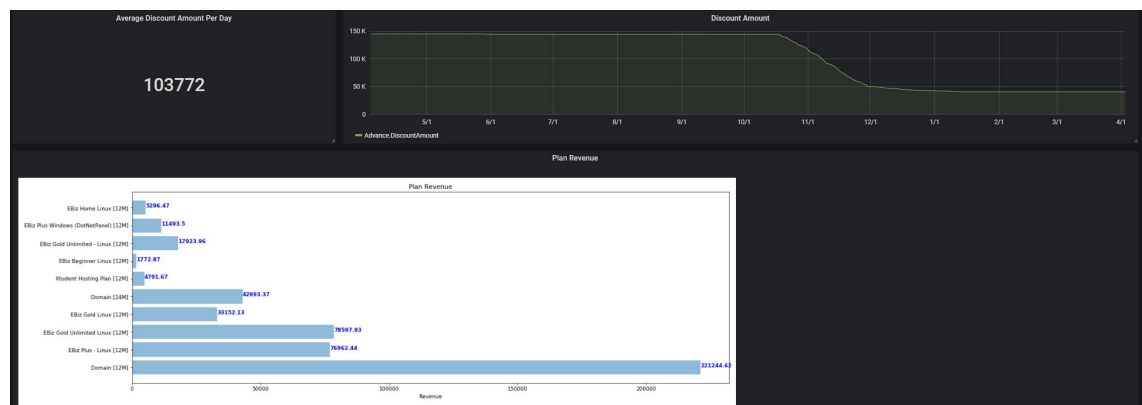 Average Discount Amount Per Day
103772
Discount Amount
150 K
100 K
50 K
0
5/1 6/1 7/1 8/1 9/1 10/1 11/1 12/1 1/1 2/1 3/1 4/1
Advance.DiscountAmount
Plan Revenue
Plan Revenue
EBiz Home Linux [12M] 5296.47
EBiz Plus Windows (DotNetPanel) [12M] 11493.5
EBiz Gold Unlimited - Linux [12M] 17923.96
EBiz Beginner Linux [12M] 1772.87
Xtudent Hosting Plan [12M] 4791.67
Domain [24M] 42993.37
EBiz Gold Linux [12M] 33152.13
EBiz Gold Unlimited Linux [12M] 78597.93
EBiz Plus - Linux [12M] 76962.44
Domain [12M] 221244.62
0 50000 100000 150000 200000
Revenue